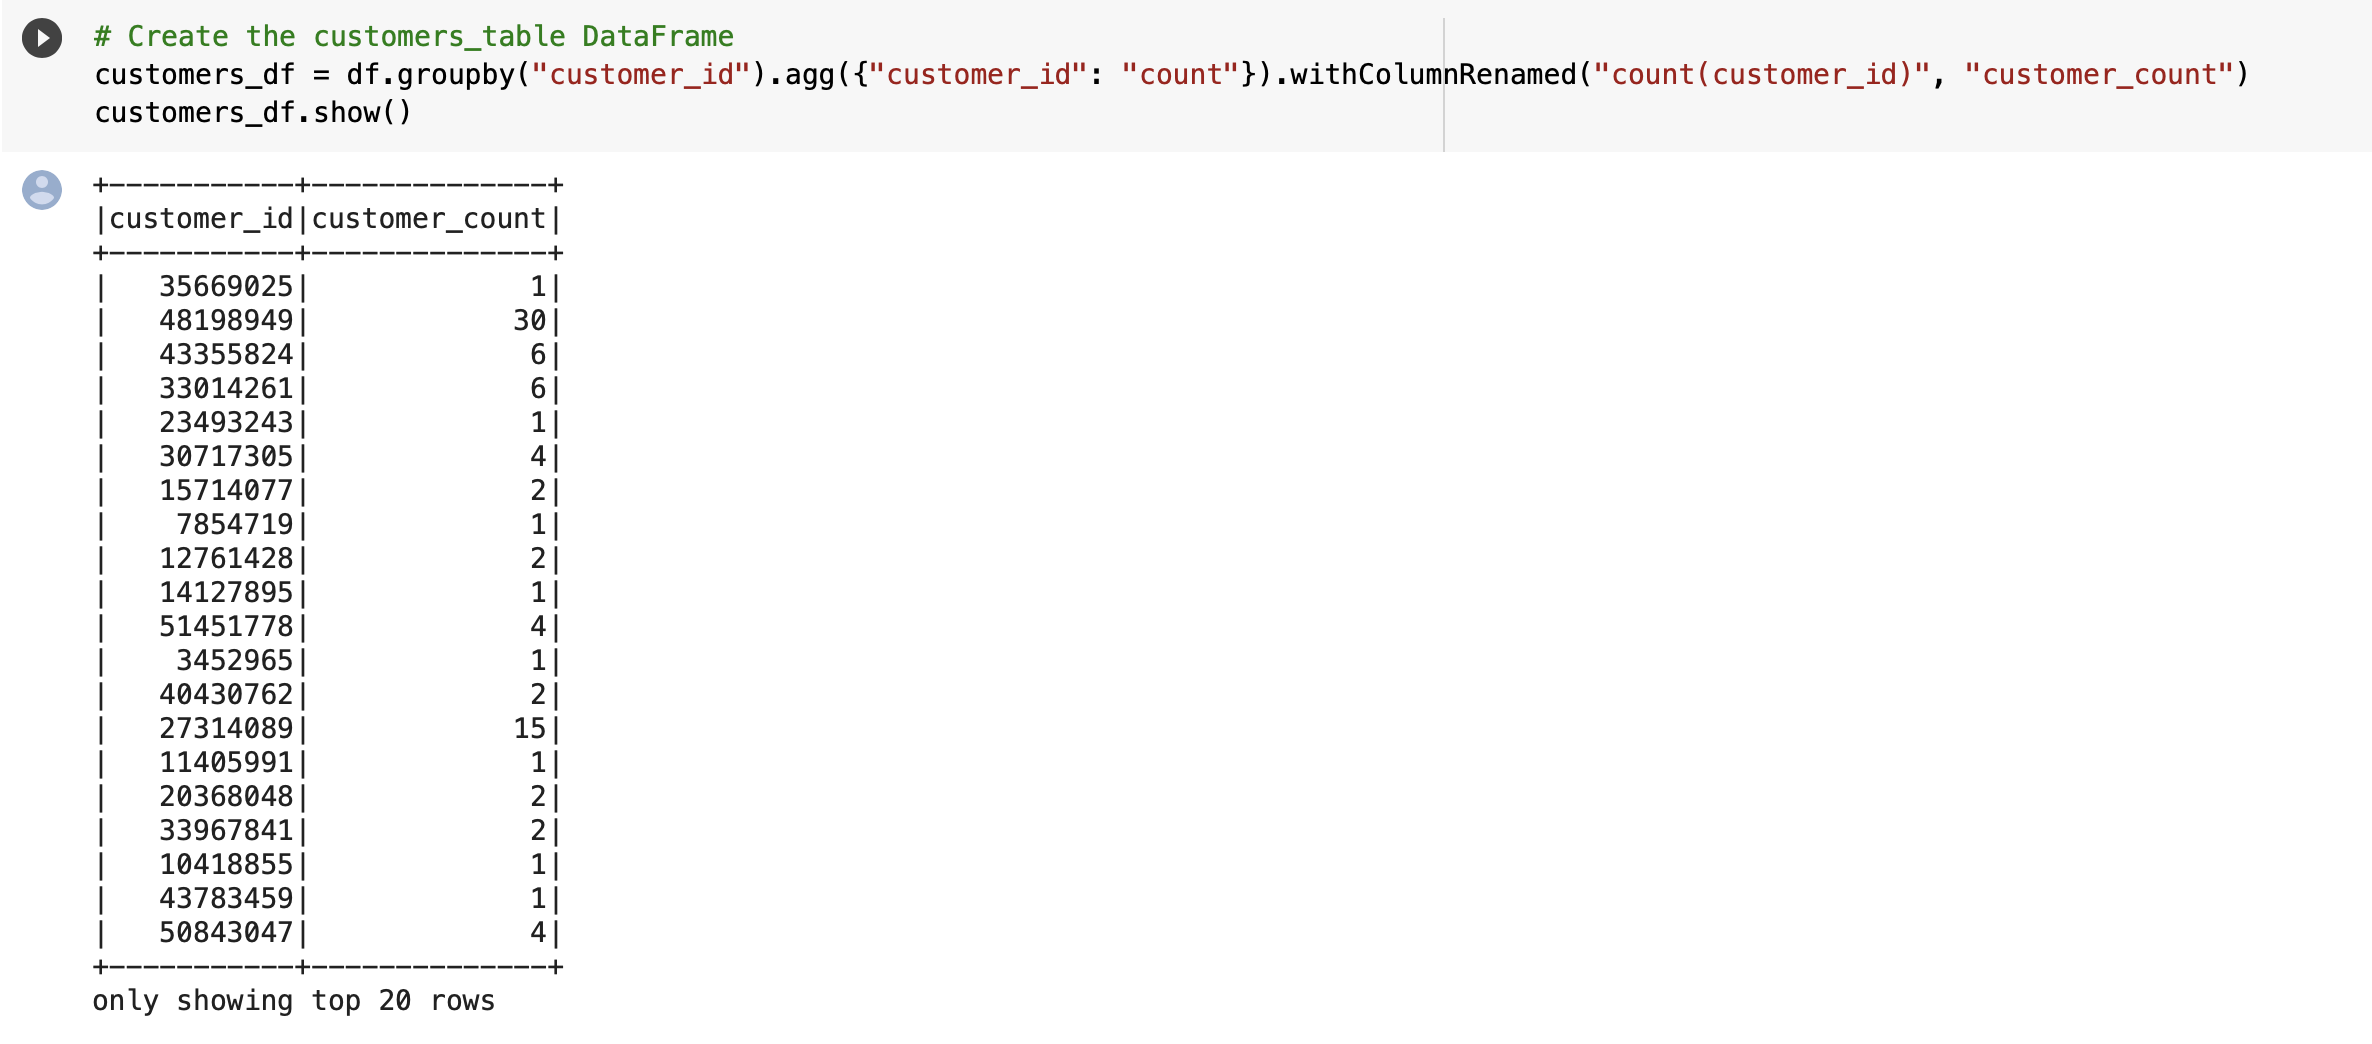 # Create the customers_table DataFrame
customers_df = df.groupby("customer_id").agg({"customer_id": "count"}).withColumnRenamed("count(customer_id)", "customer_count")
customers_df.show()
+-----------+--------------+
|customer_id|customer_count|
+-----------+--------------+
|   35669025|             1|
|   48198949|            30|
|   43355824|             6|
|   33014261|             6|
|   23493243|             1|
|   30717305|             4|
|   15714077|             2|
|    7854719|             1|
|   12761428|             2|
|   14127895|             1|
|   51451778|             4|
|    3452965|             1|
|   40430762|             2|
|   27314089|            15|
|   11405991|             1|
|   20368048|             2|
|   33967841|             2|
|   10418855|             1|
|   43783459|             1|
|   50843047|             4|
+-----------+--------------+
only showing top 20 rows